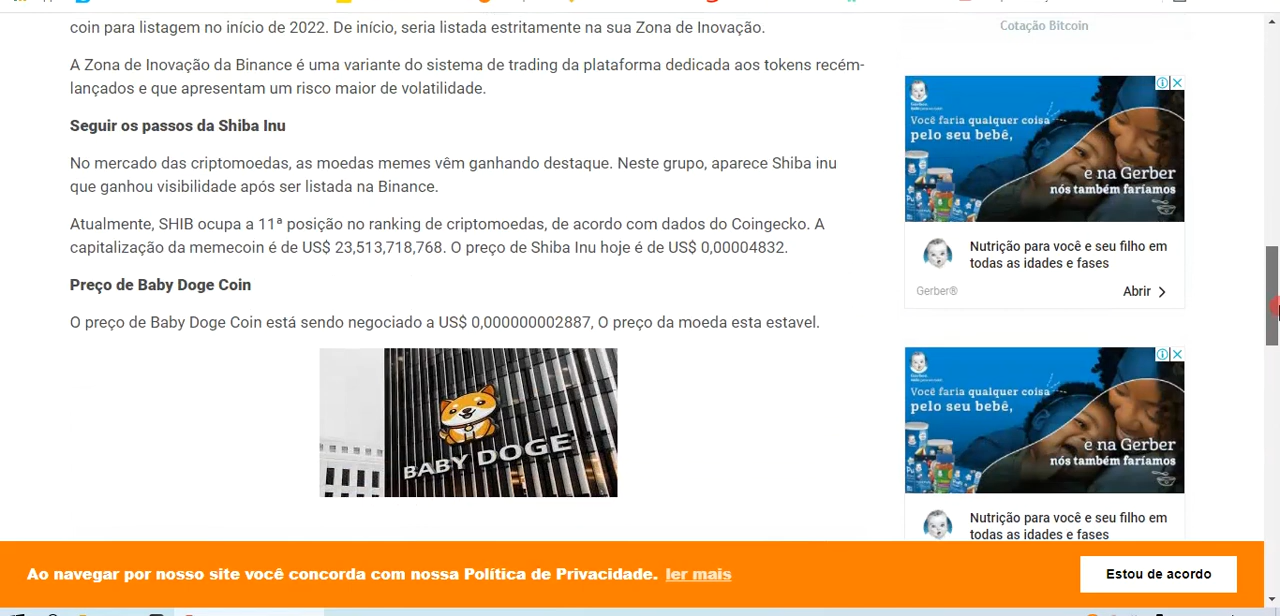 coin para listagem no início de 2022. De início, seria listada estritamente na sua Zona de Inovação.
A Zona de Inovação da Binance é uma variante do sistema de trading da plataforma dedicada aos tokens recém-
lançados e que apresentam um risco maior de volatilidade.
Seguir os passos da Shiba Inu
No mercado das criptomoedas, as moedas memes vêm ganhando destaque. Neste grupo, aparece Shiba inu
que ganhou visibilidade após ser listada na Binance.
Atualmente, SHIB ocupa a 11ª posição no ranking de criptomoedas, de acordo com dados do Coingecko. A
capitalização da memecoin é de US$ 23,513,718,768. O preço de Shiba Inu hoje é de US$ 0,00004832.
Preço de Baby Doge Coin
O preço de Baby Doge Coin está sendo negociado a US$ 0,000000002887, O preço da moeda esta estavel.
BABY DOGE
Cotação Bitcoin
Você faria qualquer coisa
pelo seu bebê,
e na Gerber
nós também faríamos
Nutrição para você e seu filho em
todas as idades e fases
Gerber®
Abrir
Você faria qualquer coisa
pelo seu bebê,
e na Gerber
nós também faríamos
Nutrição para você e seu filho em
todas as idades e fases
Ao navegar por nosso site você concorda com nossa Política de Privacidade. ler mais
Estou de acordo